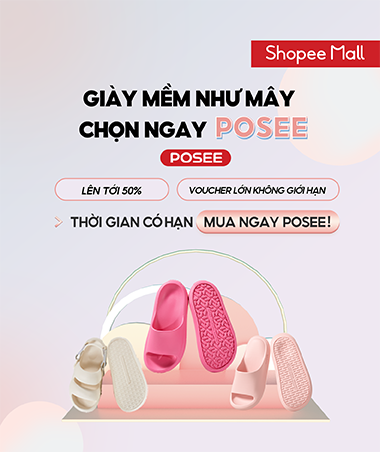 Shopee Mall
GIÀY MỀM NHƯ MÂY
CHỌN NGAY POSEE
POSEE
LÊN TỚI 50%
VOUCHER LỚN KHÔNG GIỚI HẠN
THỜI GIAN CÓ HẠN MUA NGAY POSEE!